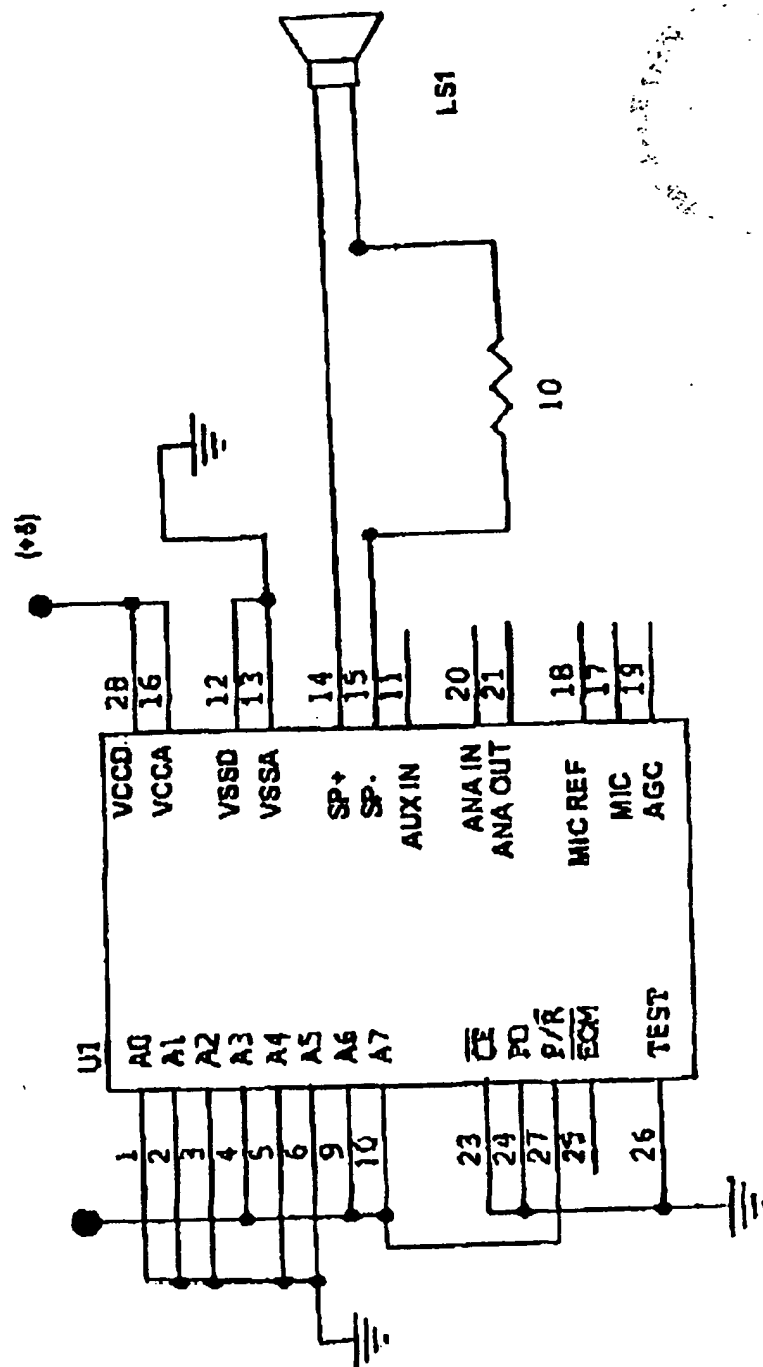 U1
1 A0
2 A1
3 A2
4 A3
5 A4
6 A5
9 A6
10 A7
23 CE
24 PD
27 P/R
25 EOM
26 TEST
VCCD 28
VCCA 16
VSSD 12
VSSA 13
SP+ 14
SP- 15
AUX IN 11
ANA IN 20
ANA OUT 21
MIC REF 18
MIC 17
AGC 19
10
LS1